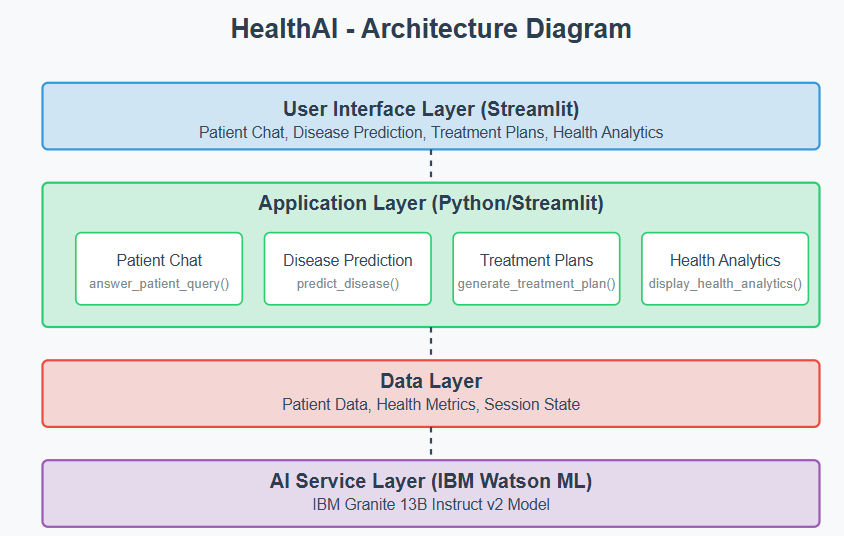 HealthAI - Architecture Diagram
User Interface Layer (Streamlit)
Patient Chat, Disease Prediction, Treatment Plans, Health Analytics
Application Layer (Python/Streamlit)
Patient Chat
answer_patient_query()
Disease Prediction
predict_disease()
Treatment Plans
generate_treatment_plan()
Health Analytics
display_health_analytics()
Data Layer
Patient Data, Health Metrics, Session State
AI Service Layer (IBM Watson ML)
IBM Granite 13B Instruct v2 Model